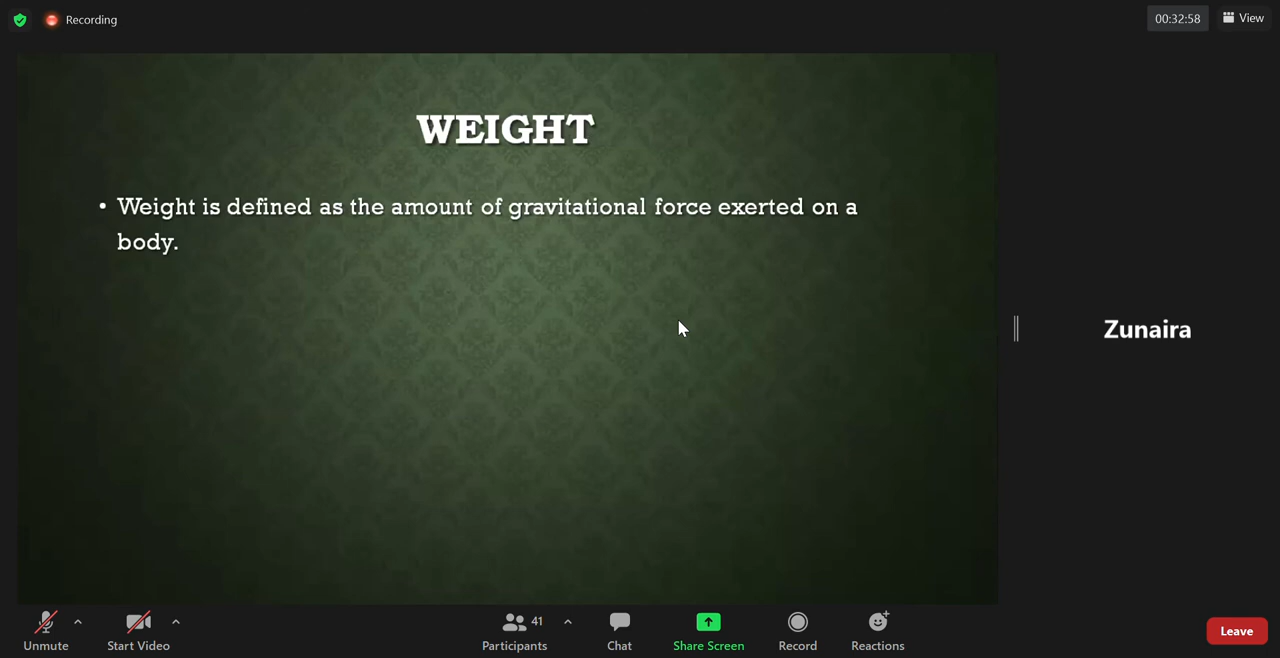 Recording
00:32:58
View
WEIGHT
• Weight is defined as the amount of gravitational force exerted on a
body.
Zunaira
Unmute
Start Video
41
Participants
Chat
Share Screen
Record
Reactions
Leave